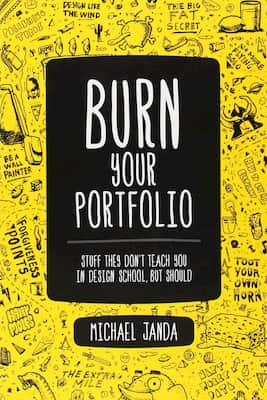 DESIGN LIKE
THE WIND
THE
BIG FAT
SECRET
BURN
YOUR
PORTFOLIO
BE A
WALL
PAINTER
STUFF THEY DON'T TEACH YOU
IN DESIGN SCHOOL, BUT SHOULD
FORGIVENESS
POINTS
TOOT
YOUR
OWN
HORN
MICHAEL JANDA
THE EXTRA
MILE